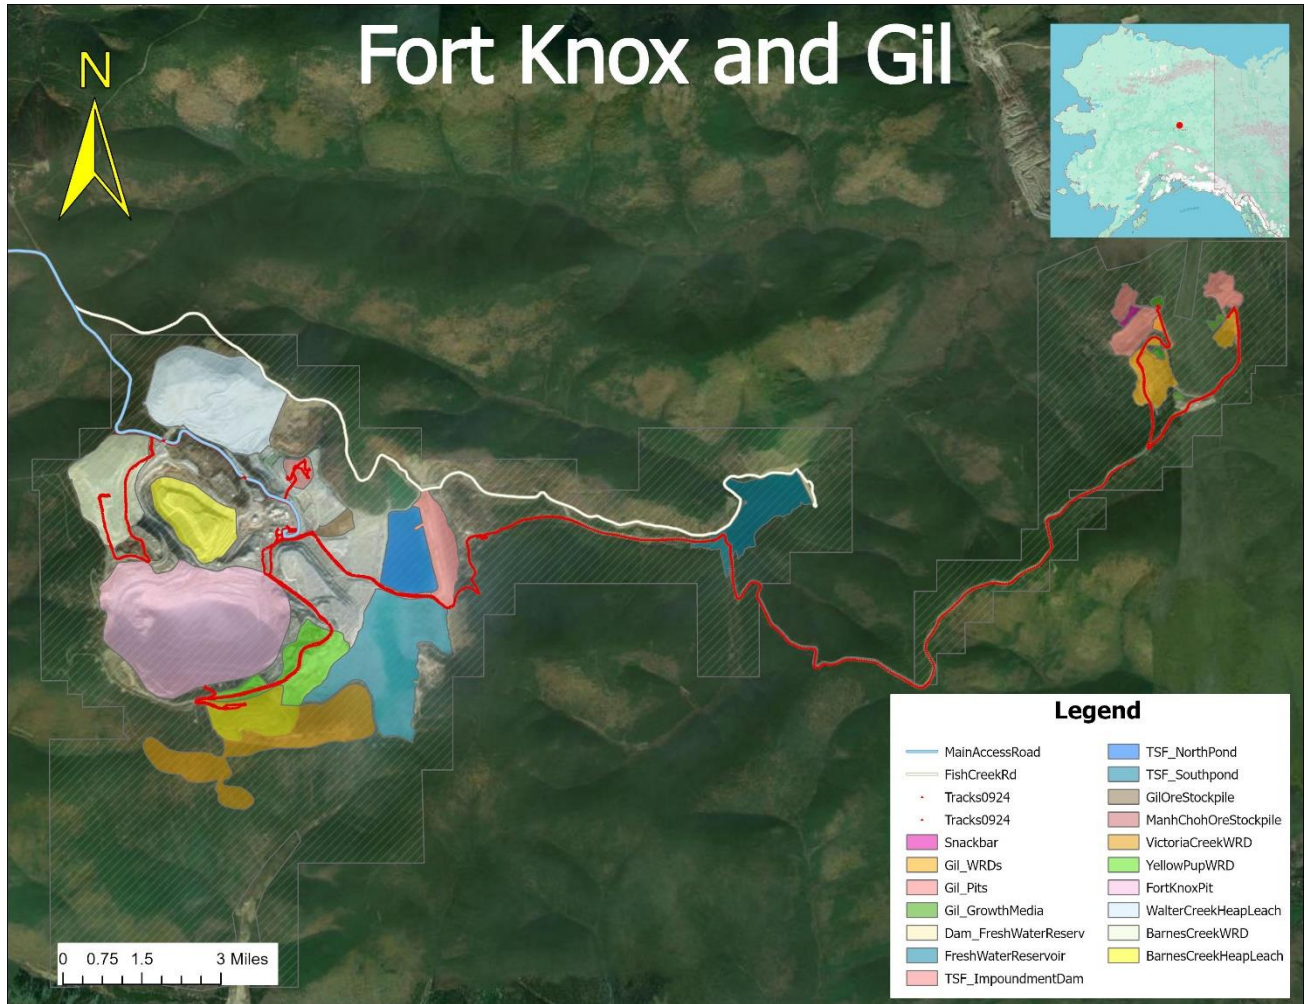 Fort Knox and Gil
N
Legend
MainAccessRoad
FishCreekRd
Tracks0924
Tracks0924
Snackbar
Gil_WRDs
Gil_Pits
Gil_GrowthMedia
Dam_FreshWaterReserv
FreshWaterReservoir
TSF_ImpoundmentDam
TSF_NorthPond
TSF_Southpond
GilOreStockpile
ManhChohOreStockpile
VictoriaCreekWRD
YellowPupWRD
FortKnoxPit
WalterCreekHeapLeach
BarnesCreekWRD
BarnesCreekHeapLeach
0 0.75 1.5 3 Miles